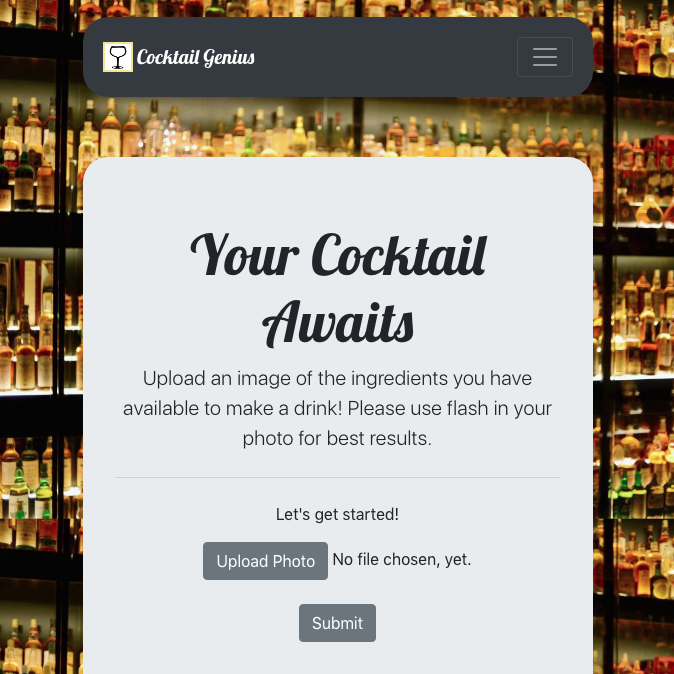 Cocktail Genius
Your Cocktail
Awaits
Upload an image of the ingredients you have
available to make a drink! Please use flash in your
photo for best results.
Let's get started!
Upload Photo No file chosen, yet.
Submit